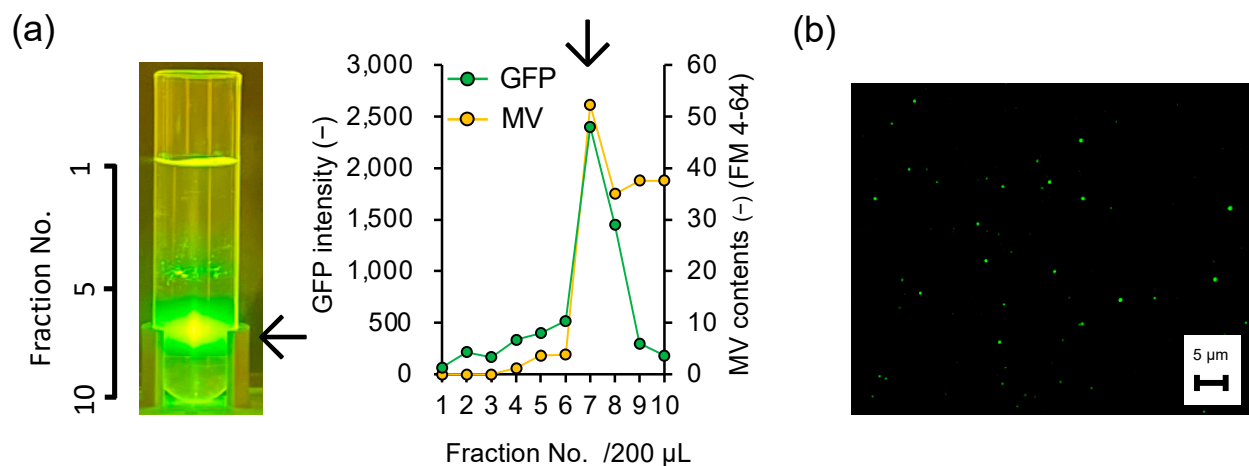 (a)
Fraction No.
1
5
10
GFP intensity (−)
3,000
2,500
2,000
1,500
1,000
500
0
GFP
MV
60
50
40
30
20
10
0
MV contents (−) (FM 4-64)
1 2 3 4 5 6 7 8 9 10
Fraction No. /200 µL
(b)
5 µm